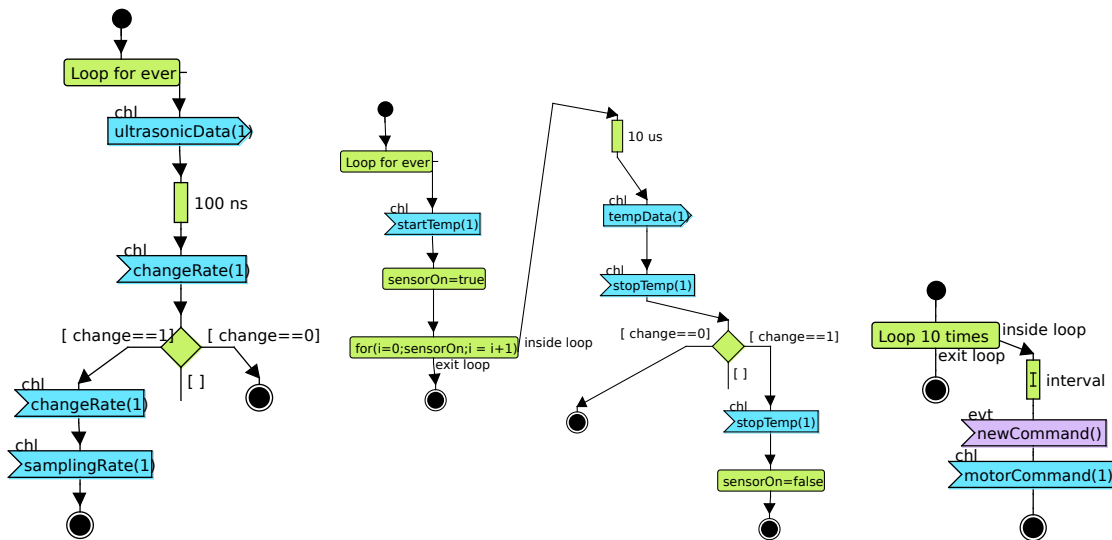 Loop for ever
chl
ultrasonicData(1)
100 ns
chl
changeRate(1)
[ change==1]
[ change==0]
[ ]
chl
changeRate(1)
chl
samplingRate(1)
Loop for ever
chl
startTemp(1)
sensorOn=true
for(i=0;sensorOn;i = i+1)
inside loop
exit loop
10 us
chl
tempData(1)
chl
stopTemp(1)
[ change==0]
[ change==1]
[ ]
chl
stopTemp(1)
sensorOn=false
Loop 10 times
inside loop
exit loop
interval
evt
newCommand()
chl
motorCommand(1)